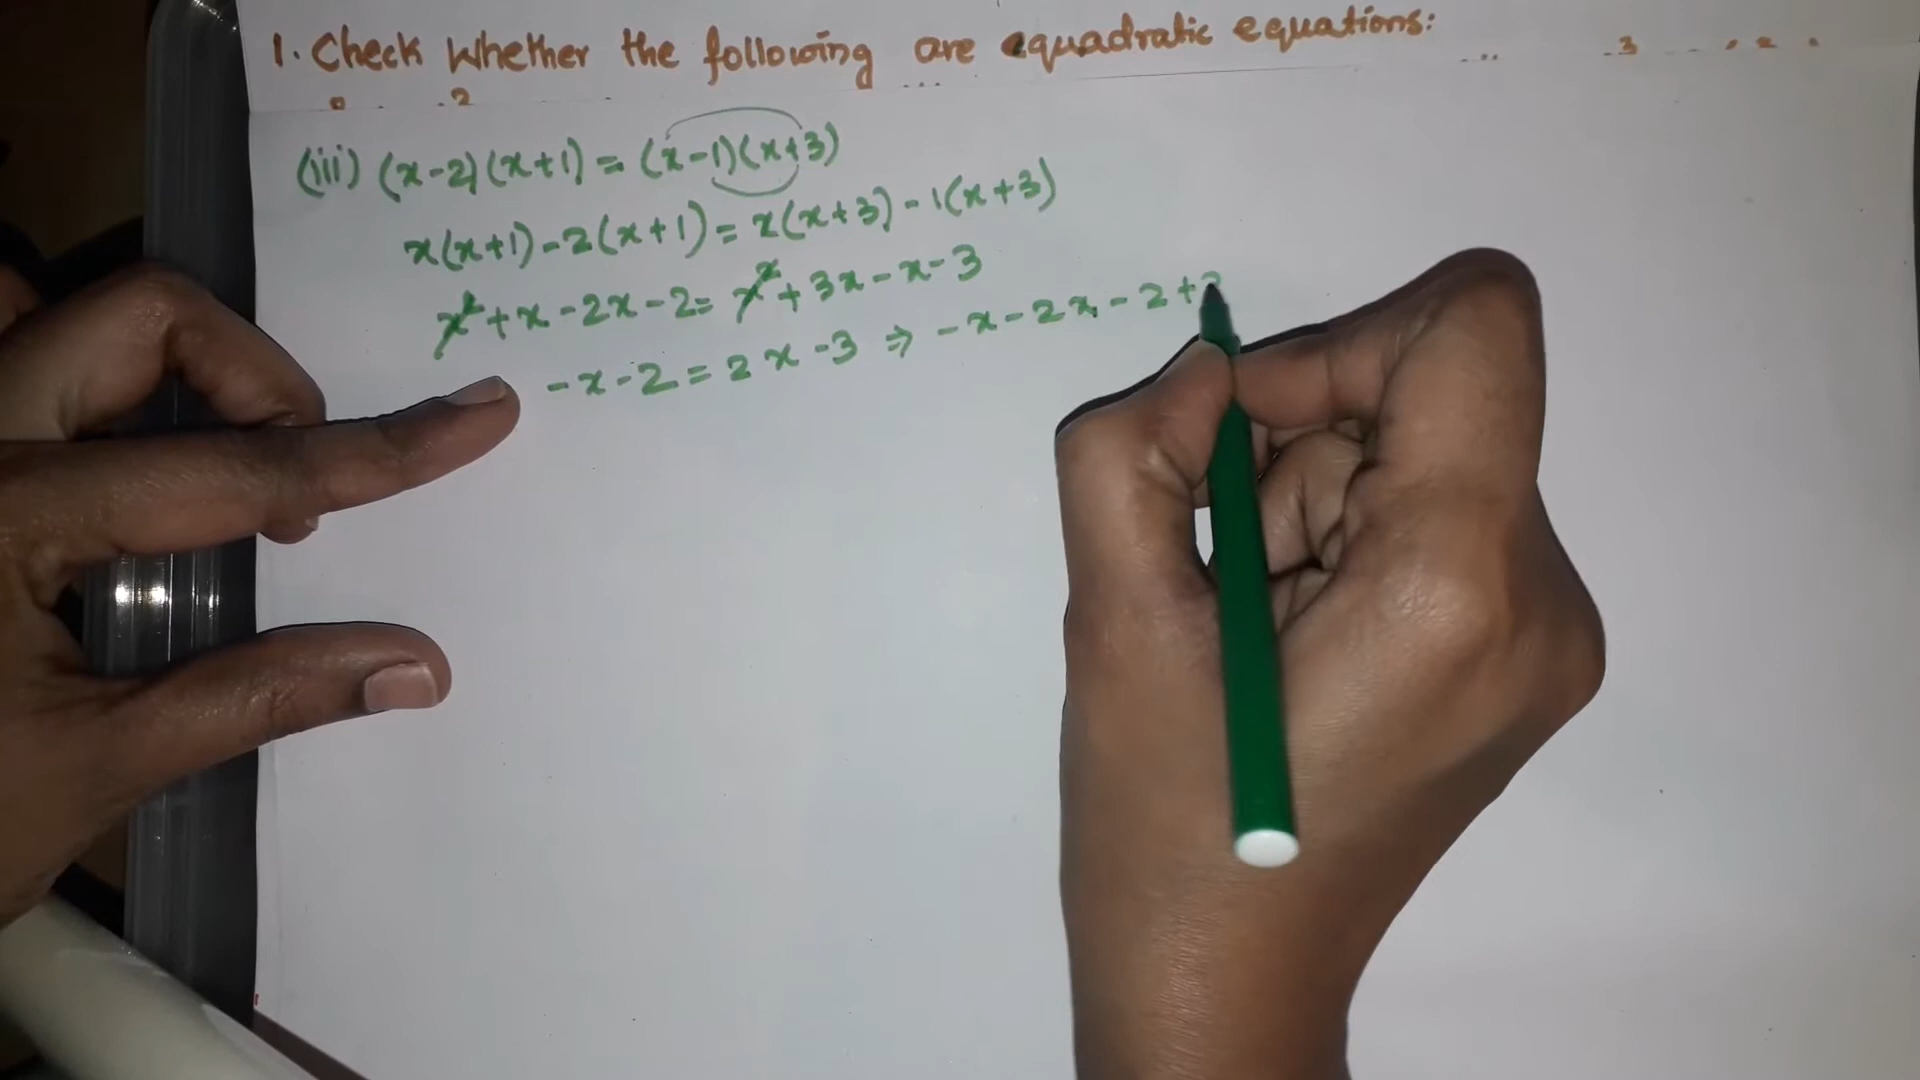 1. Check Whether the following are quadratic equations:
(iii) (x-2)(x+1) = (x-1)(x+3)
x(x+1)-2(x+1) = x(x+3)-1(x+3)
x²+x-2x-2 = x²+3x-x-3
-x-2 = 2x-3 ⇒ -x-2x-2+